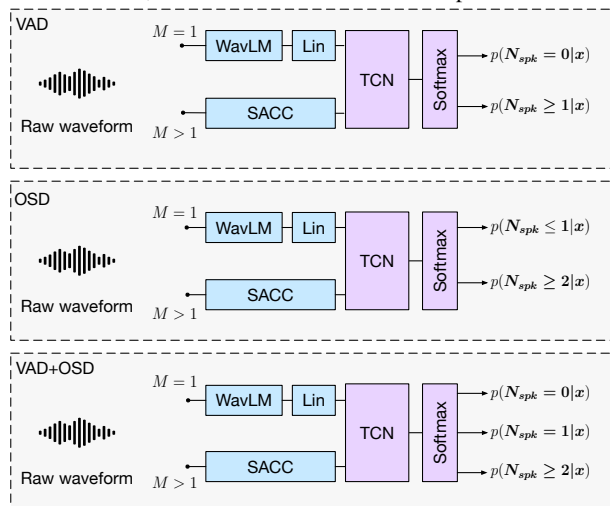 VAD
M = 1
WavLM
Lin
TCN
Softmax
p(N_spk = 0|x)
p(N_spk ≥ 1|x)
SACC
M > 1
Raw waveform
OSD
M = 1
WavLM
Lin
TCN
Softmax
p(N_spk ≤ 1|x)
p(N_spk ≥ 2|x)
SACC
M > 1
Raw waveform
VAD+OSD
M = 1
WavLM
Lin
TCN
Softmax
p(N_spk = 0|x)
p(N_spk = 1|x)
p(N_spk ≥ 2|x)
SACC
M > 1
Raw waveform